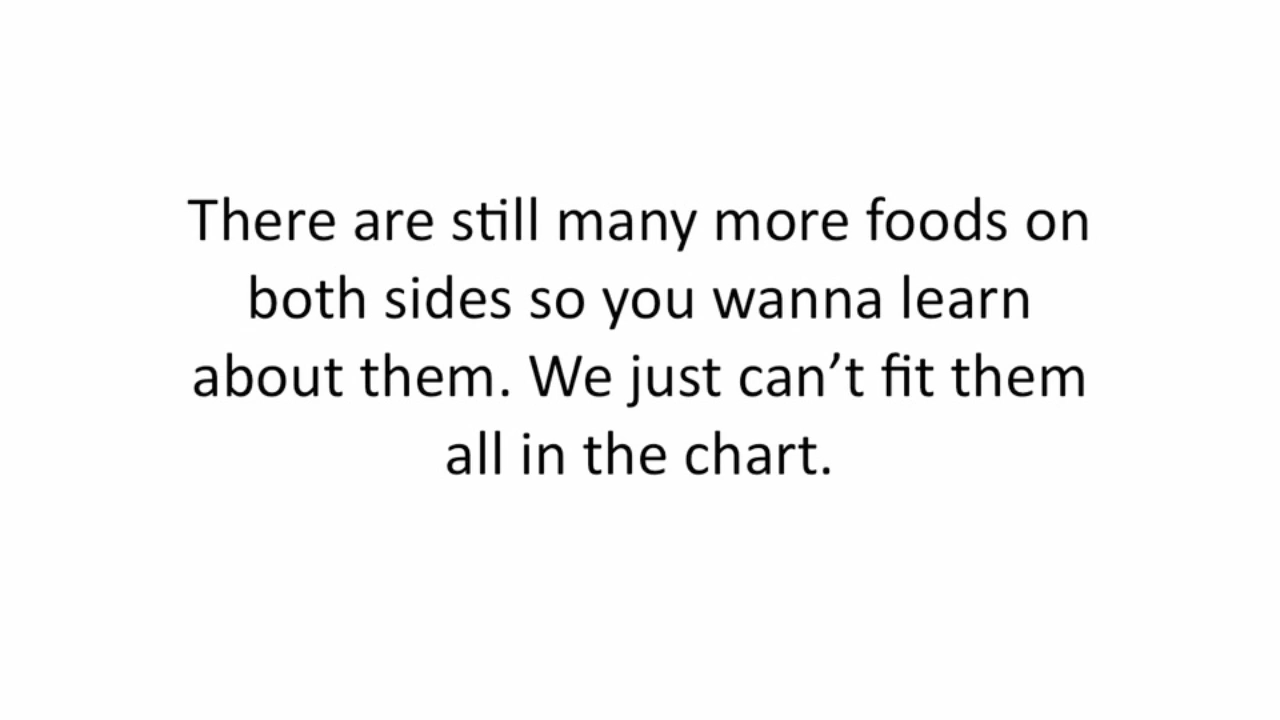 There are still many more foods on
both sides so you wanna learn
about them. We just can’t fit them
all in the chart.